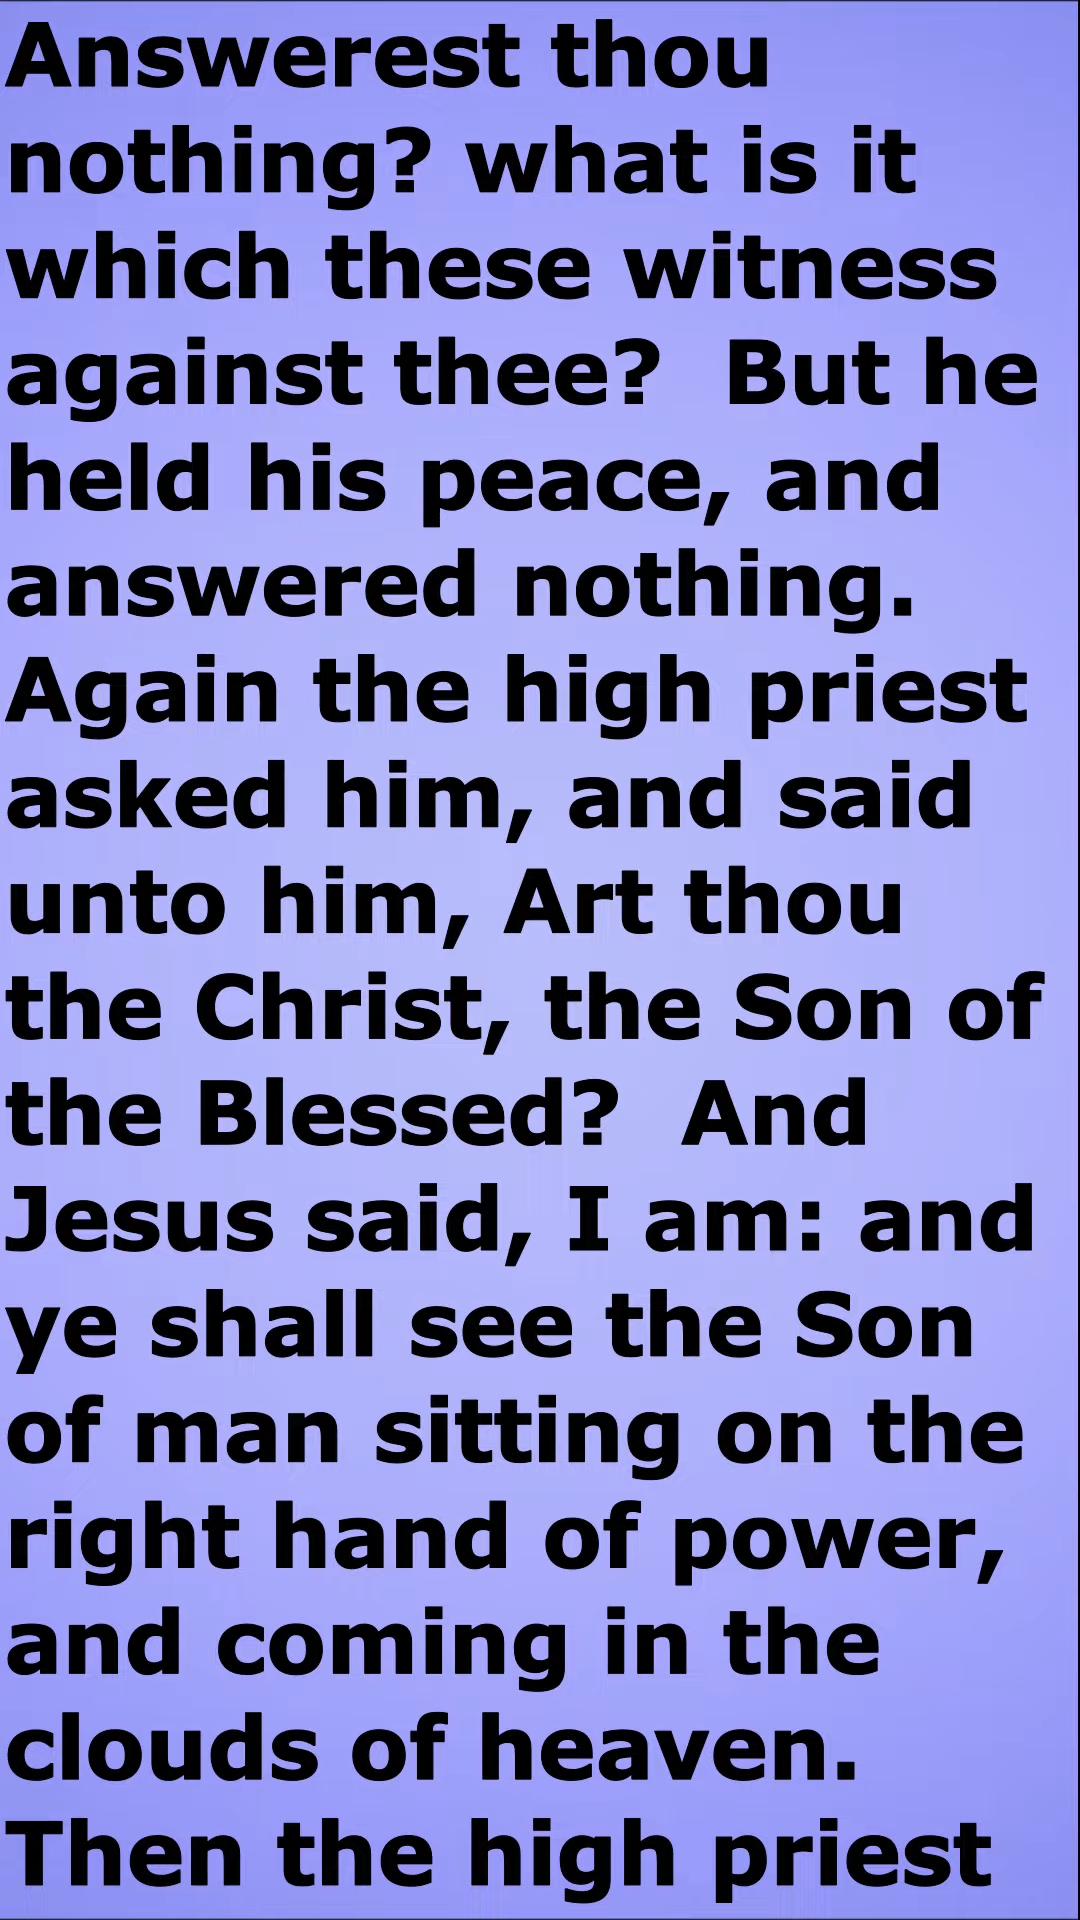 Answerest thou
nothing? what is it
which these witness
against thee?  But he
held his peace, and
answered nothing.
Again the high priest
asked him, and said
unto him, Art thou
the Christ, the Son of
the Blessed?  And
Jesus said, I am: and
ye shall see the Son
of man sitting on the
right hand of power,
and coming in the
clouds of heaven.
Then the high priest